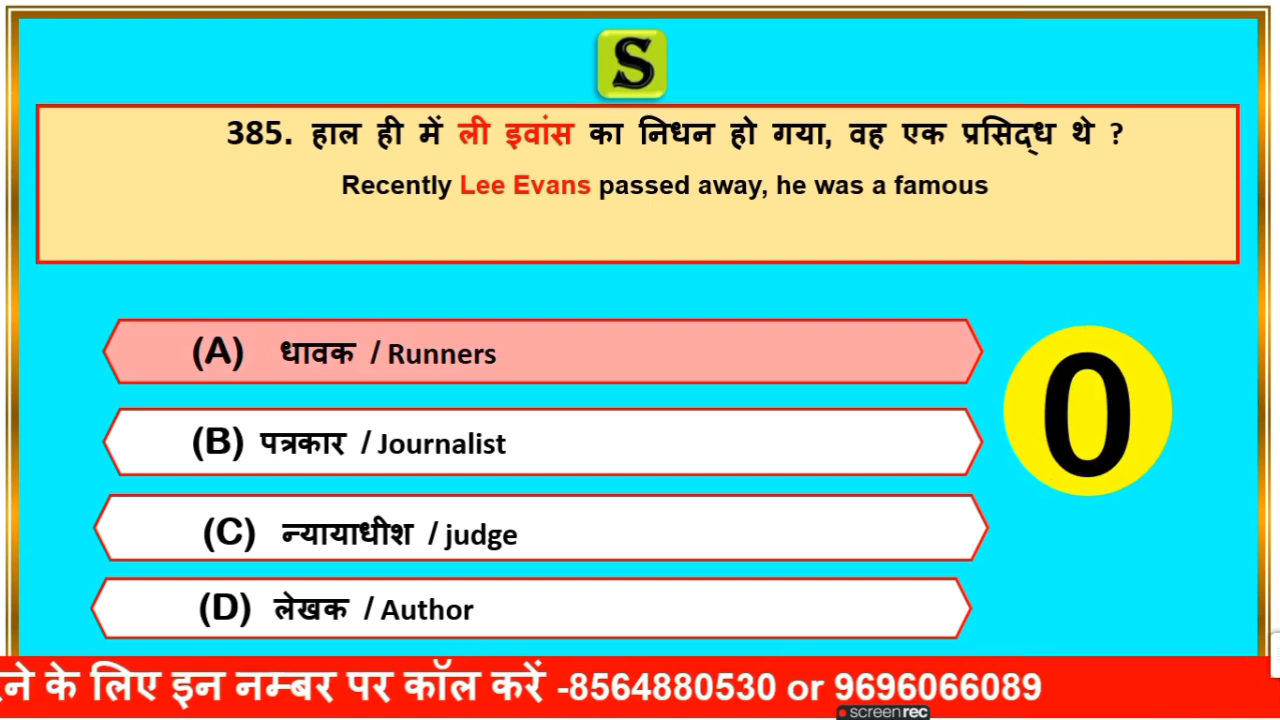 S
385. हाल ही में ली इवांस का निधन हो गया, वह एक प्रसिद्ध थे ?
Recently Lee Evans passed away, he was a famous
(A) धावक / Runners
0
(B) पत्रकार / Journalist
(C) न्यायाधीश / judge
(D) लेखक / Author
ने के लिए इन नम्बर पर कॉल करें -8564880530 or 9696066089
screenrec